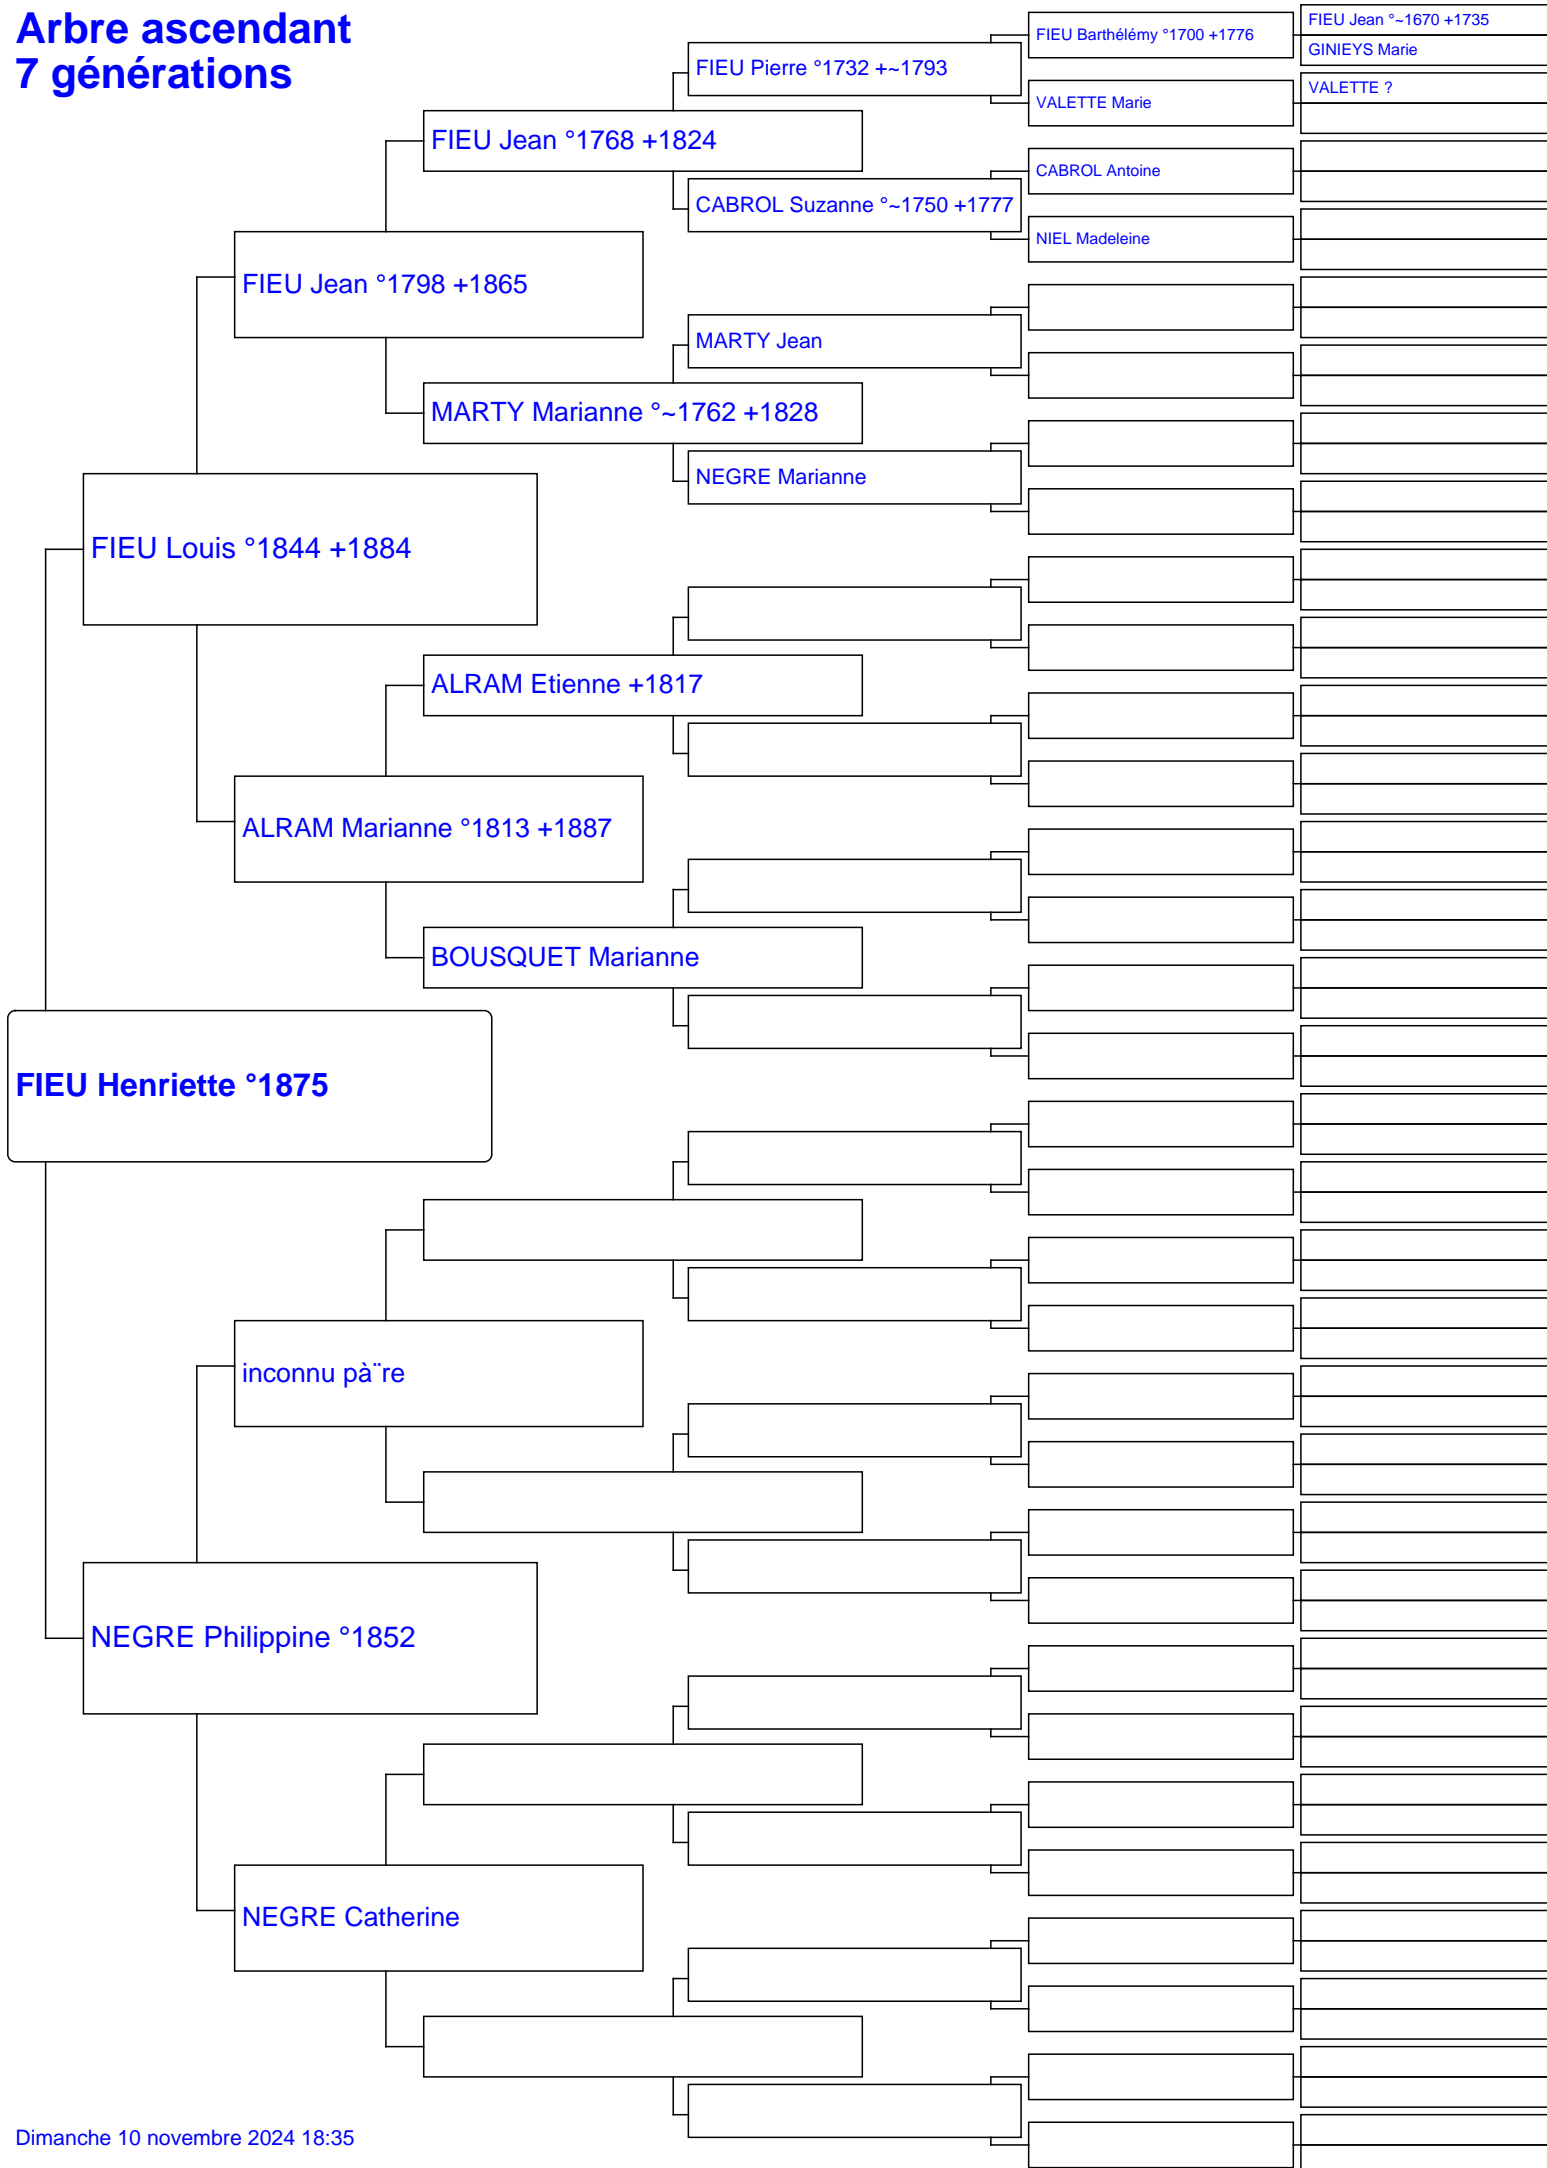 Arbre ascendant
7 générations
FIEU Jean °~1670 +1735
FIEU Barthélémy °1700 +1776
GINIEYS Marie
FIEU Pierre °1732 +~1793
VALETTE ?
VALETTE Marie
FIEU Jean °1768 +1824
CABROL Antoine
CABROL Suzanne °~1750 +1777
NIEL Madeleine
FIEU Jean °1798 +1865
MARTY Jean
MARTY Marianne °~1762 +1828
NEGRE Marianne
FIEU Louis °1844 +1884
ALRAM Etienne +1817
ALRAM Marianne °1813 +1887
BOUSQUET Marianne
FIEU Henriette °1875
inconnu pà¨re
NEGRE Philippine °1852
NEGRE Catherine
Dimanche 10 novembre 2024 18:35